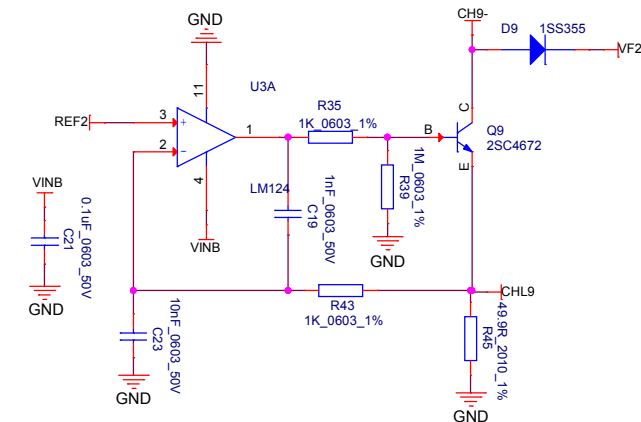 GND
CH9-
D9
1SS355
VF2
U3A
11
R35
1K_0603_1%
REF2
3
+
1
B
C
Q9
2SC4672
2
-
E
VINB
0.1uF_0603_50V
C21
GND
4
LM124
VINB
1nF_0603_50V
C19
1M_0603_1%
R39
GND
R43
1K_0603_1%
CHL9
10nF_0603_50V
C23
GND
49.9R_2010_1%
R45
GND